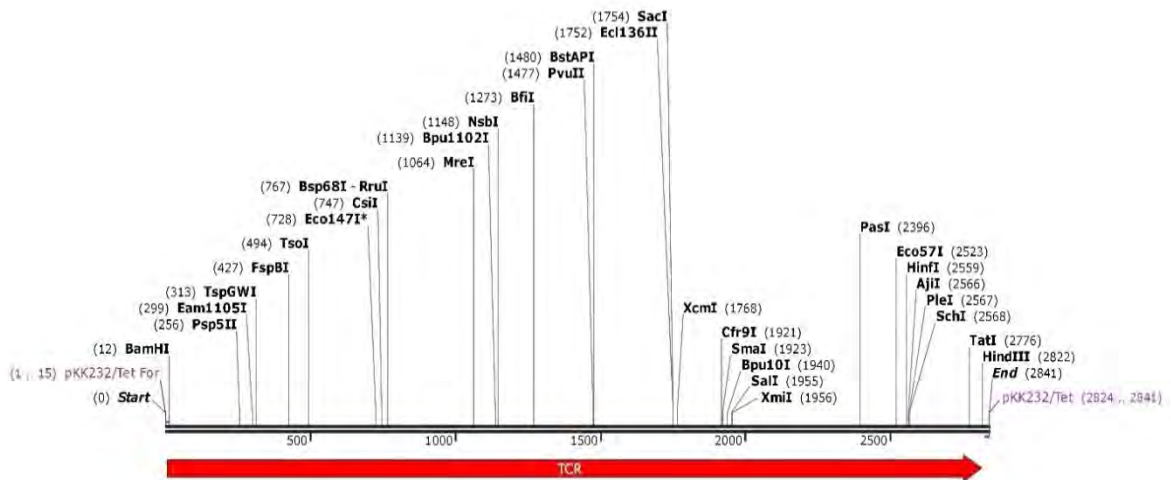 (1754) SacI
(1752) Ecl136II
(1480) BstAPI
(1477) PvuII
(1273) BfiI
(1148) NsbI
(1139) Bpu1102I
(1064) MreI
(767) Bsp68I - RruI
(747) CsiI
(728) Eco147I*
(494) TsoI
(427) FspBI
(313) TspGWI
(299) Eam1105I
(256) Psp5II
(12) BamHI
(1 .. 15) pKK232/Tet For
(0) Start
PasI (2396)
Eco57I (2523)
HinfI (2559)
AjiI (2566)
PleI (2567)
SchI (2568)
XcmI (1768)
Cfr9I (1921)
SmaI (1923)
Bpu10I (1940)
SalI (1955)
XmiI (1956)
TatI (2776)
HindIII (2822)
End (2841)
pKK232/Tet (2824 .. 2841)
500 1000 1500 2000 2500
TCR